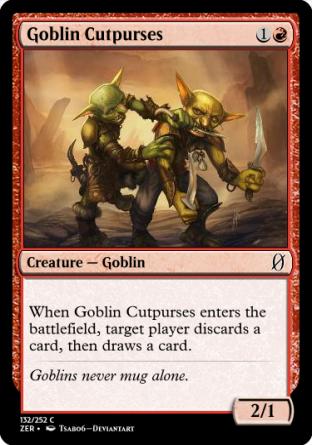 Goblin Cutpurses 1
Creature — Goblin
When Goblin Cutpurses enters the
battlefield, target player discards a
card, then draws a card.
Goblins never mug alone.
2/1
132/252 C
ZER • Tsabo6–Deviantart